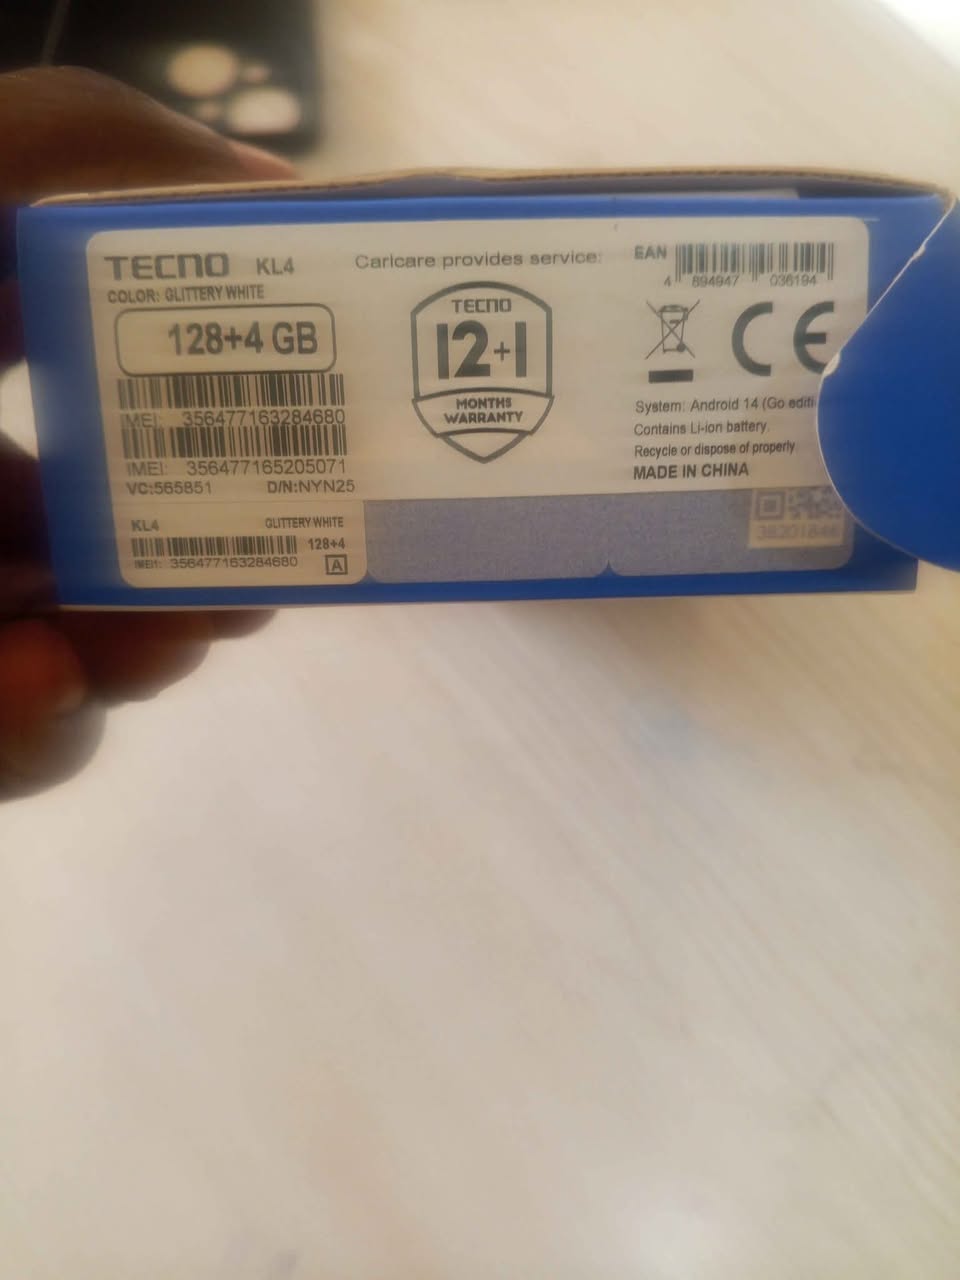 TECNO KL4
COLOR: GLITTERY WHITE
128+4 GB
IMEI: 356477163284680
IMEI: 356477165205071
VC:565851 D/N:NYN25
KL4 GLITTERY WHITE
128+4
IMEI1: 356477163284680 A
Carlcare provides service:
TECNO
12+1
MONTHS
WARRANTY
EAN
4 894947 036194
CE
System: Android 14 (Go editi
Contains Li-ion battery.
Recycle or dispose of properly
MADE IN CHINA